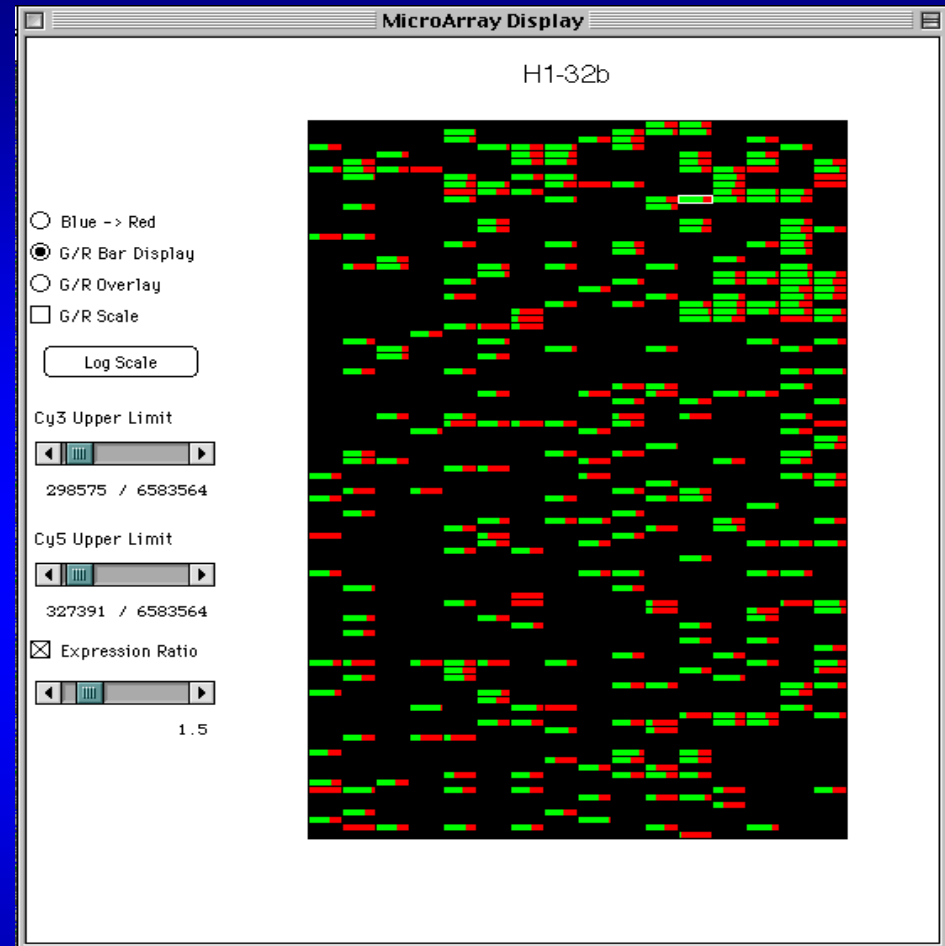 MicroArray Display
H1-32b
Blue -> Red
G/R Bar Display
G/R Overlay
G/R Scale
Log Scale
Cy3 Upper Limit
298575 / 6583564
Cy5 Upper Limit
327391 / 6583564
Expression Ratio
1.5